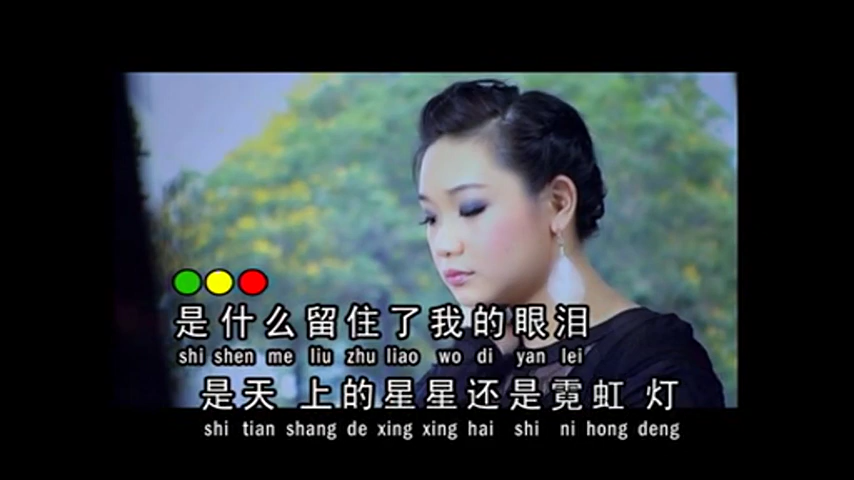 是什么留住了我的眼泪
shi shen me liu zhu liao wo di yan lei
是天 上的星星还是霓虹 灯
shi tian shang de xing xing hai shi ni hong deng